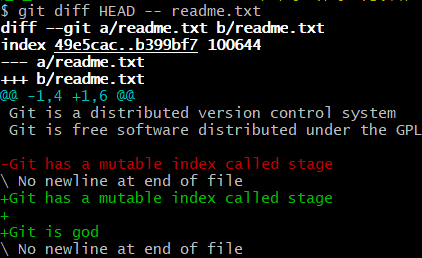 $ git diff HEAD -- readme.txt
diff --git a/readme.txt b/readme.txt
index 49e5cac..b399bf7 100644
--- a/readme.txt
+++ b/readme.txt
@@ -1,4 +1,6 @@
 Git is a distributed version control system
 Git is free software distributed under the GPL

-Git has a mutable index called stage
\ No newline at end of file
+Git has a mutable index called stage
+
+Git is god
\ No newline at end of file